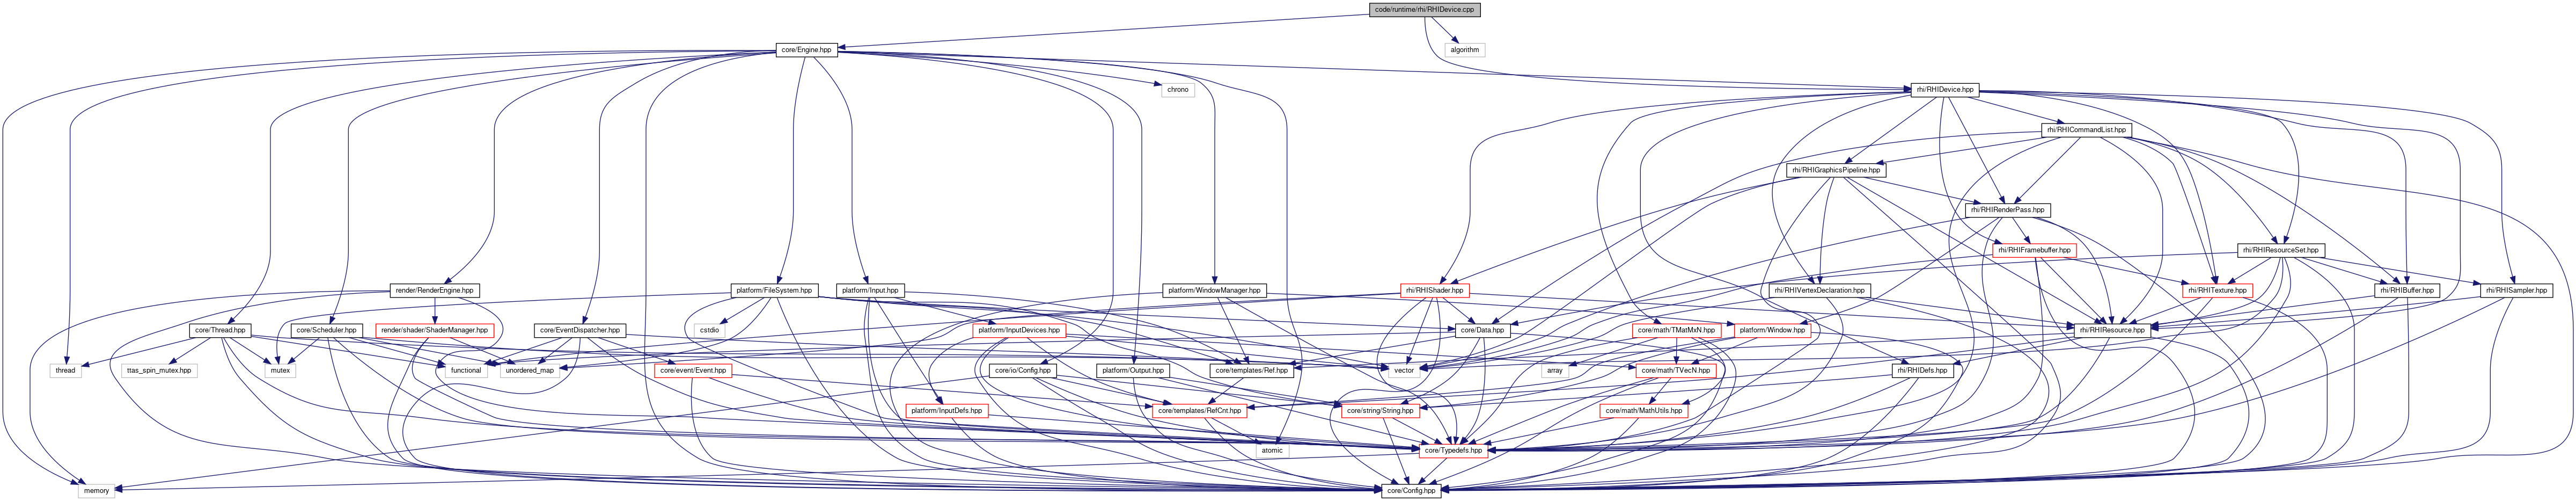 code/runtime/rhi/RHIDevice.cpp
core/Engine.hpp
algorithm
chrono
rhi/RHIDevice.hpp
rhi/RHICommandList.hpp
rhi/RHIGraphicsPipeline.hpp
rhi/RHIRenderPass.hpp
rhi/RHIFramebuffer.hpp
rhi/RHIResourceSet.hpp
render/RenderEngine.hpp
platform/FileSystem.hpp
platform/Input.hpp
platform/WindowManager.hpp
rhi/RHIShader.hpp
rhi/RHIVertexDeclaration.hpp
rhi/RHITexture.hpp
rhi/RHIBuffer.hpp
rhi/RHISampler.hpp
core/Thread.hpp
core/Scheduler.hpp
render/shader/ShaderManager.hpp
core/EventDispatcher.hpp
cstdio
platform/InputDevices.hpp
core/Data.hpp
core/math/TMatMxN.hpp
platform/Window.hpp
rhi/RHIResource.hpp
thread
ttas_spin_mutex.hpp
mutex
functional
unordered_map
core/event/Event.hpp
core/io/Config.hpp
platform/Output.hpp
core/templates/Ref.hpp
vector
array
core/math/TVecN.hpp
rhi/RHIDefs.hpp
platform/InputDefs.hpp
core/templates/RefCnt.hpp
core/string/String.hpp
core/math/MathUtils.hpp
atomic
core/Typedefs.hpp
memory
core/Config.hpp